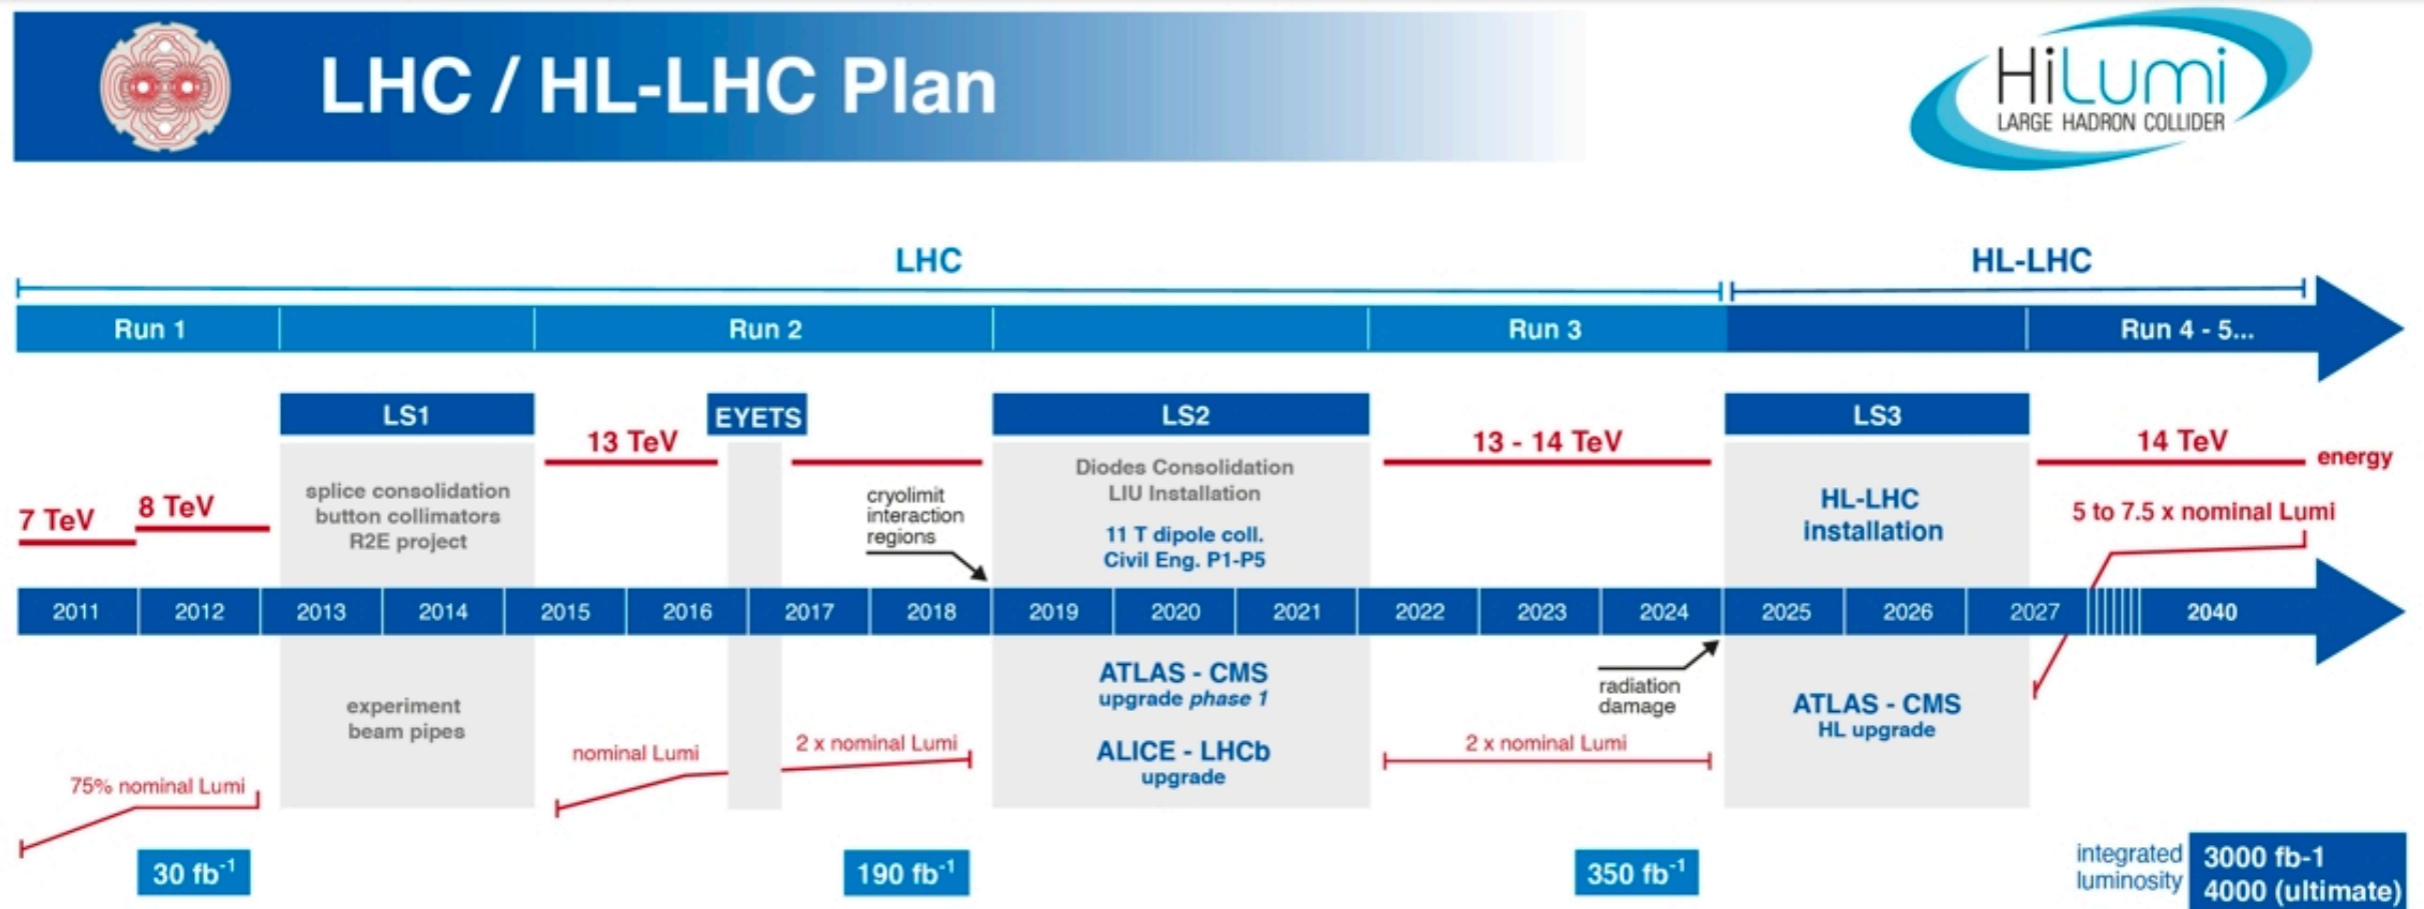 LHC / HL-LHC Plan
HiLumi
LARGE HADRON COLLIDER
LHC
HL-LHC
Run 1
Run 2
Run 3
Run 4 - 5...
LS1
EYETS
LS2
LS3
13 TeV
13 - 14 TeV
14 TeV
energy
7 TeV
8 TeV
splice consolidation
button collimators
R2E project
cryolimit
interaction
regions
Diodes Consolidation
LIU Installation
11 T dipole coll.
Civil Eng. P1-P5
HL-LHC
installation
5 to 7.5 x nominal Lumi
2011
2012
2013
2014
2015
2016
2017
2018
2019
2020
2021
2022
2023
2024
2025
2026
2027
2040
experiment
beam pipes
ATLAS - CMS
upgrade phase 1
ALICE - LHCb
upgrade
radiation
damage
ATLAS - CMS
HL upgrade
75% nominal Lumi
nominal Lumi
2 x nominal Lumi
2 x nominal Lumi
30 fb⁻¹
190 fb⁻¹
350 fb⁻¹
integrated
luminosity
3000 fb-1
4000 (ultimate)